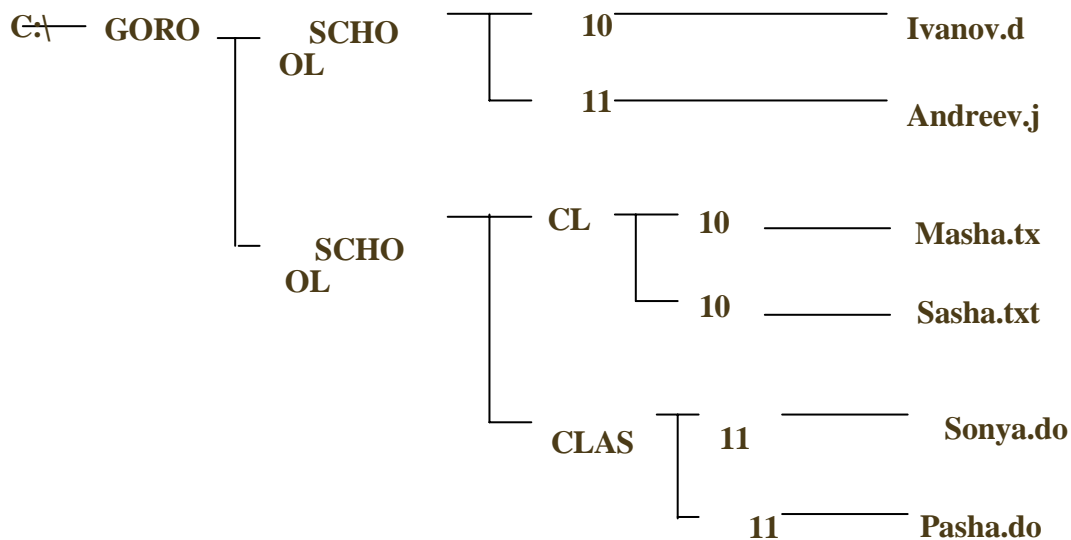 C:\ GORO SCHO 10 Ivanov.d
OL
11 Andreev.j
SCHO CL 10 Masha.tx
OL
10 Sasha.txt
CLAS 11 Sonya.do
11 Pasha.do